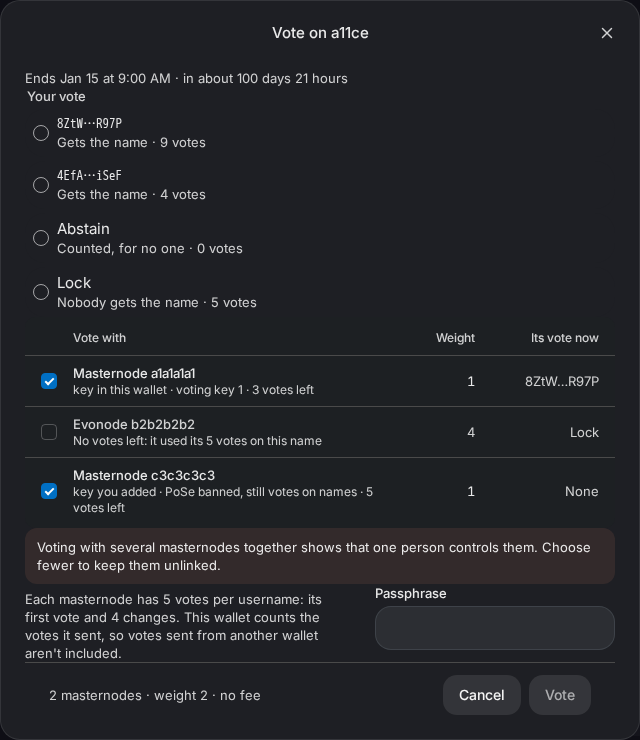 Vote on a11ce
Ends Jan 15 at 9:00 AM · in about 100 days 21 hours
Your vote
8ZtW···R97P
Gets the name · 9 votes
4EfA···iSeF
Gets the name · 4 votes
Abstain
Counted, for no one · 0 votes
Lock
Nobody gets the name · 5 votes
Vote with Weight Its vote now
Masternode a1a1a1a1
key in this wallet · voting key 1 · 3 votes left
1 8ZtW...R97P
Evonode b2b2b2b2
No votes left: it used its 5 votes on this name
4 Lock
Masternode c3c3c3c3
key you added · PoSe banned, still votes on names · 5
votes left
1 None
Voting with several masternodes together shows that one person controls them. Choose
fewer to keep them unlinked.
Each masternode has 5 votes per username: its
first vote and 4 changes. This wallet counts the
votes it sent, so votes sent from another wallet
aren't included.
Passphrase
2 masternodes · weight 2 · no fee
Cancel Vote